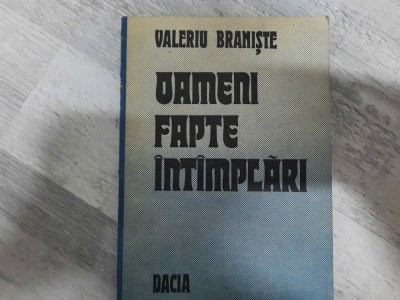 VALERIU BRANIȘTE
OAMENI
FAPTE
ÎNTÎMPLĂRI
DACIA